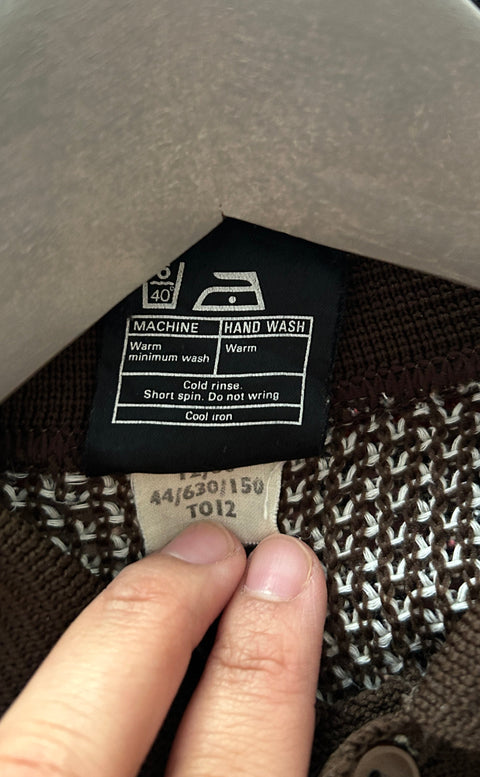 40°
MACHINE
HAND WASH
Warm
minimum wash
Warm
Cold rinse.
Short spin. Do not wring
Cool iron
44/630/150
TO12